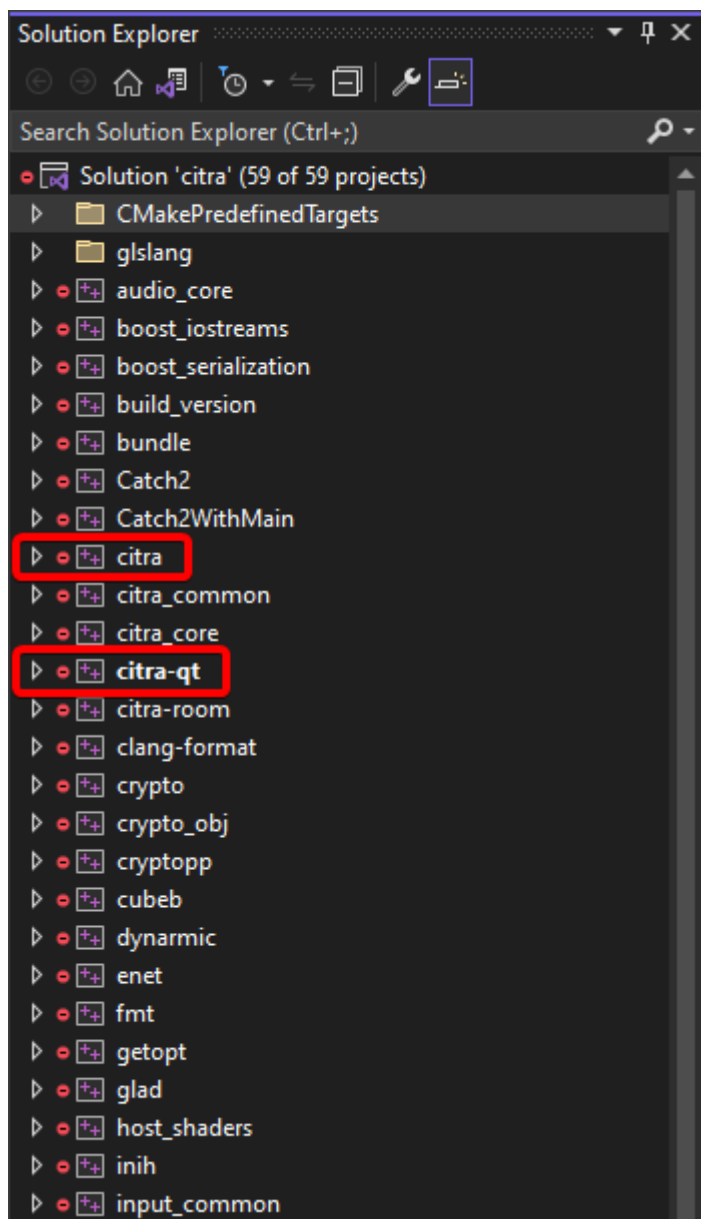 Solution Explorer
Search Solution Explorer (Ctrl+;)
Solution 'citra' (59 of 59 projects)
CMakePredefinedTargets
glslang
audio_core
boost_iostreams
boost_serialization
build_version
bundle
Catch2
Catch2WithMain
citra
citra_common
citra_core
citra-qt
citra-room
clang-format
crypto
crypto_obj
cryptopp
cubeb
dynarmic
enet
fmt
getopt
glad
host_shaders
inih
input_common